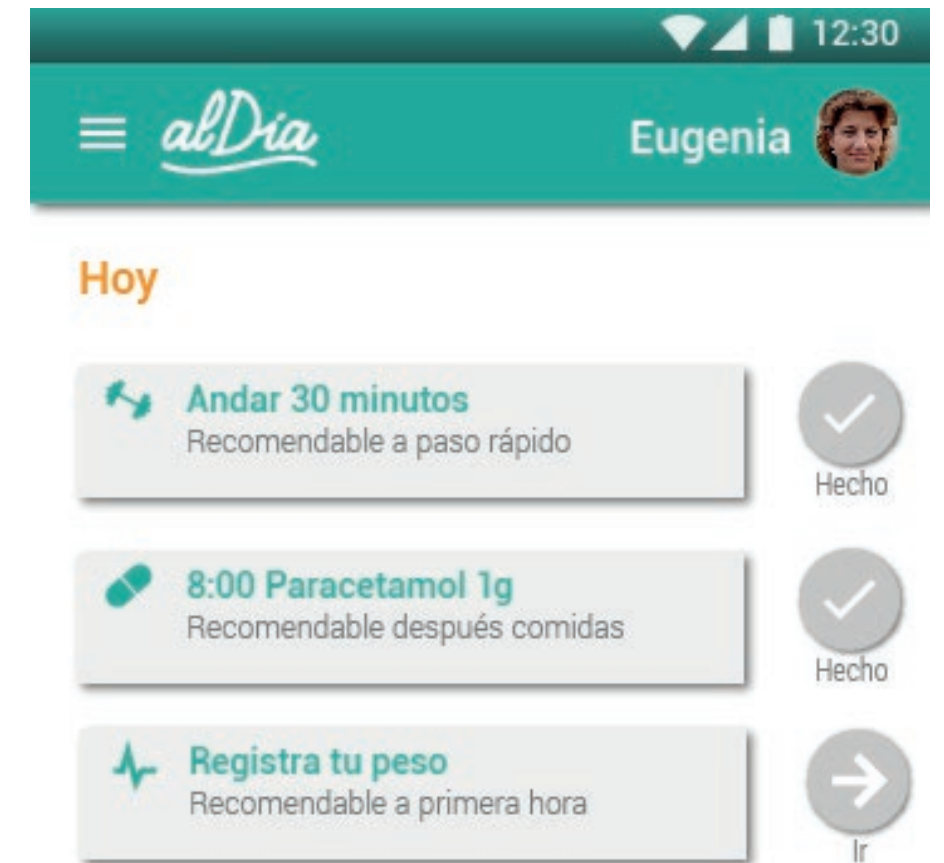 12:30
alDia
Eugenia
Hoy
Andar 30 minutos
Recomendable a paso rápido
Hecho
8:00 Paracetamol 1g
Recomendable después comidas
Hecho
Registra tu peso
Recomendable a primera hora
Ir